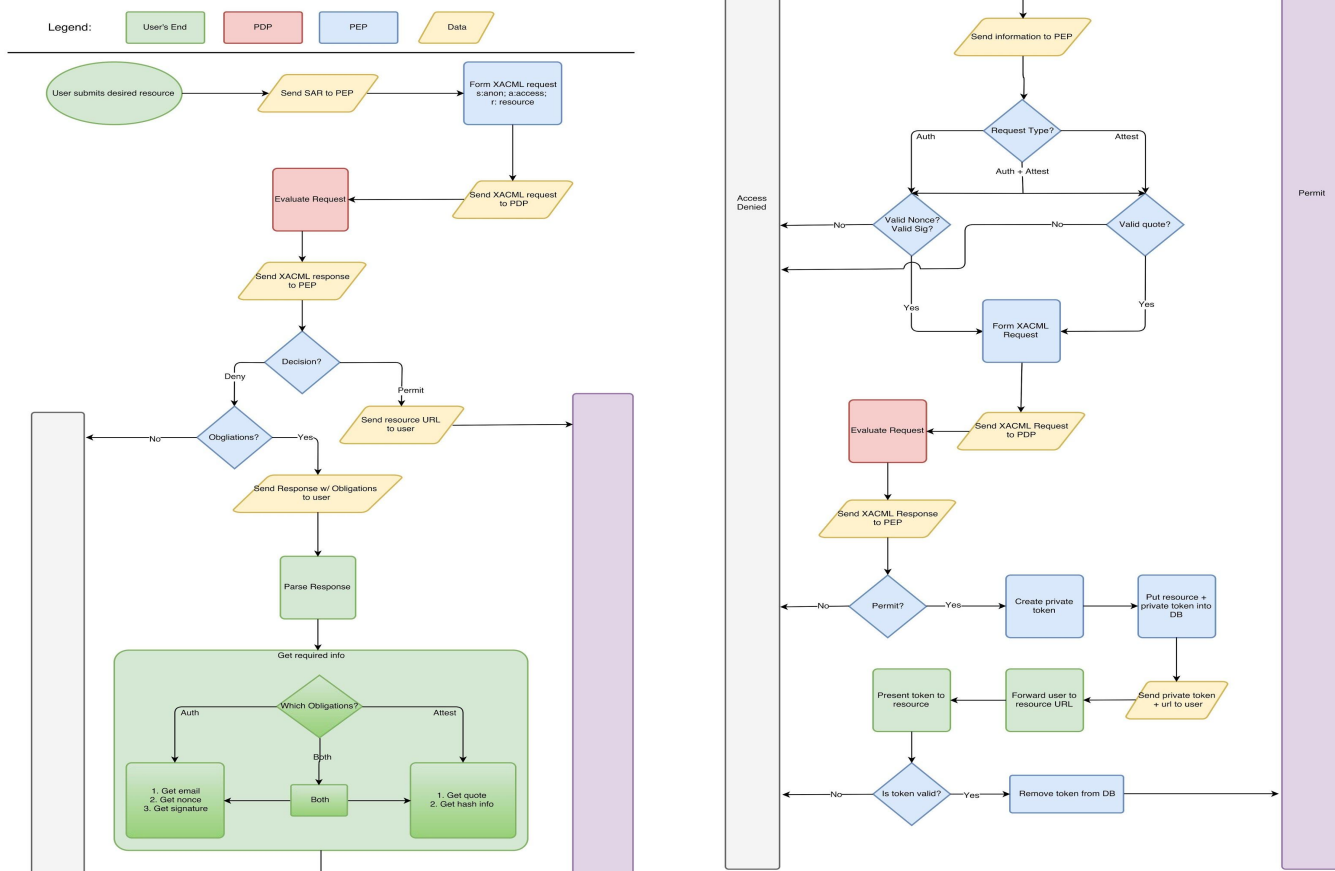 Legend:
User's End
PDP
PEP
Data
User submits desired resource
Send SAR to PEP
Form XACML request
s:anon; a:access;
r: resource
Send XACML request
to PDP
Evaluate Request
Send XACML response
to PEP
Decision?
Deny
Permit
Send resource URL
to user
Obgliations?
No
Yes
Send Response w/ Obligations
to user
Parse Response
Get required info
Which Obligations?
Auth
Attest
Both
1. Get email
2. Get nonce
3. Get signature
Both
1. Get quote
2. Get hash info
Send information to PEP
Request Type?
Auth
Attest
Auth + Attest
Access
Denied
Permit
Valid Nonce?
Valid Sig?
No
Valid quote?
No
Yes
Yes
Form XACML
Request
Send XACML Request
to PDP
Evaluate Request
Send XACML Response
to PEP
Permit?
No
Yes
Create private
token
Put resource +
private token into
DB
Send private token
+ url to user
Forward user to
resource URL
Present token to
resource
Is token valid?
No
Yes
Remove token from DB